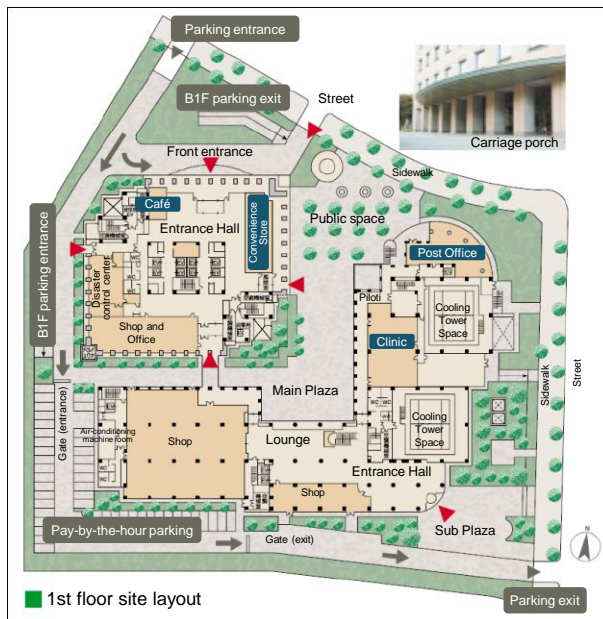 Parking entrance
B1F parking exit
Street
Carriage porch
Front entrance
Sidewalk
Café
Entrance Hall
Convenience
Store
Public space
Post Office
B1F parking entrance
Disaster
control center
Piloti
Cooling
Tower
Space
Shop and
Office
Clinic
Main Plaza
Sidewalk
Street
Gate (entrance)
Air-conditioning
machine room
Shop
Lounge
Cooling
Tower
Space
Entrance Hall
Shop
WC
WC
WC
WC
Pay-by-the-hour parking
Gate (exit)
Sub Plaza
N
1st floor site layout
Parking exit